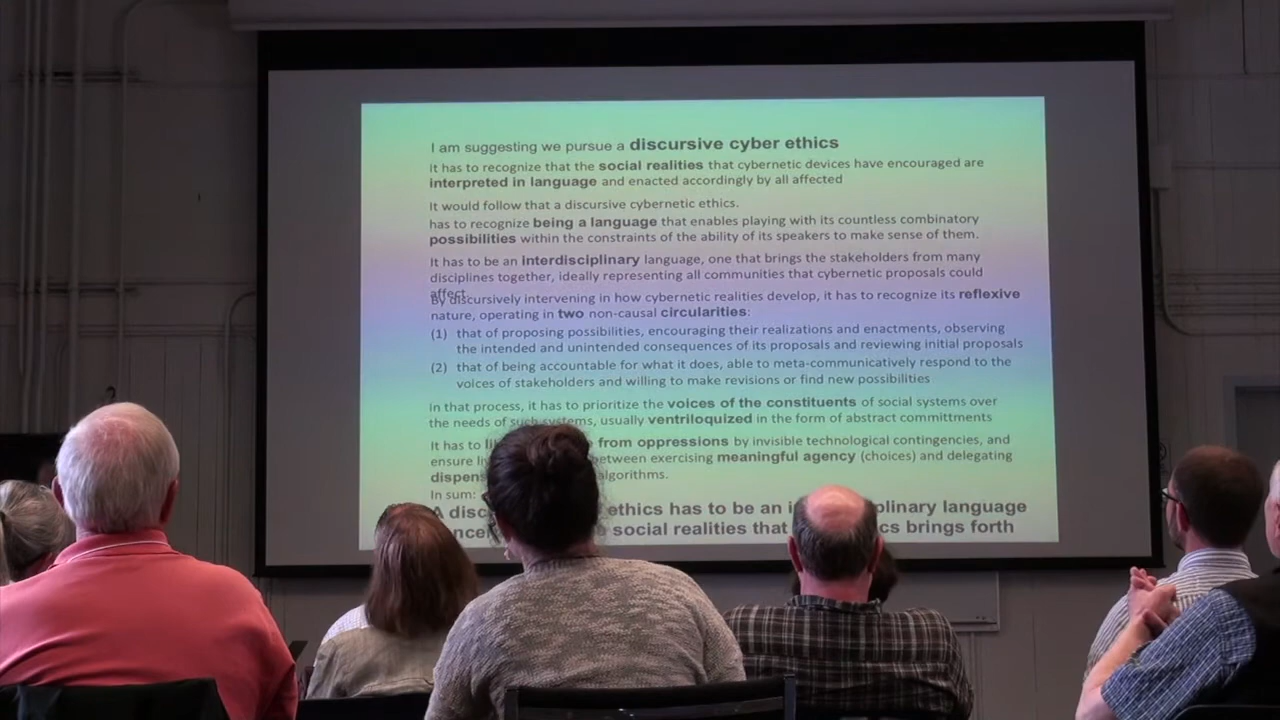 I am suggesting we pursue a discursive cyber ethics
It has to recognize that the social realities that cybernetic devices have encouraged are
interpreted in language and enacted accordingly by all affected
It would follow that a discursive cybernetic ethics.
has to recognize being a language that enables playing with its countless combinatory
possibilities within the constraints of the ability of its speakers to make sense of them.
It has to be an interdisciplinary language, one that brings the stakeholders from many
disciplines together, ideally representing all communities that cybernetic proposals could
affect.
By discursively intervening in how cybernetic realities develop, it has to recognize its reflexive
nature, operating in two non-causal circularities:
(1) that of proposing possibilities, encouraging their realizations and enactments, observing
the intended and unintended consequences of its proposals and reviewing initial proposals
(2) that of being accountable for what it does, able to meta-communicatively respond to the
voices of stakeholders and willing to make revisions or find new possibilities
In that process, it has to prioritize the voices of the constituents of social systems over
the needs of such systems, usually ventriloquized in the form of abstract committments
It has to from oppressions by invisible technological contingencies, and
ensure between exercising meaningful agency (choices) and delegating
algorithms.
In sum:
A ethics has to be an language
social realities that brings forth